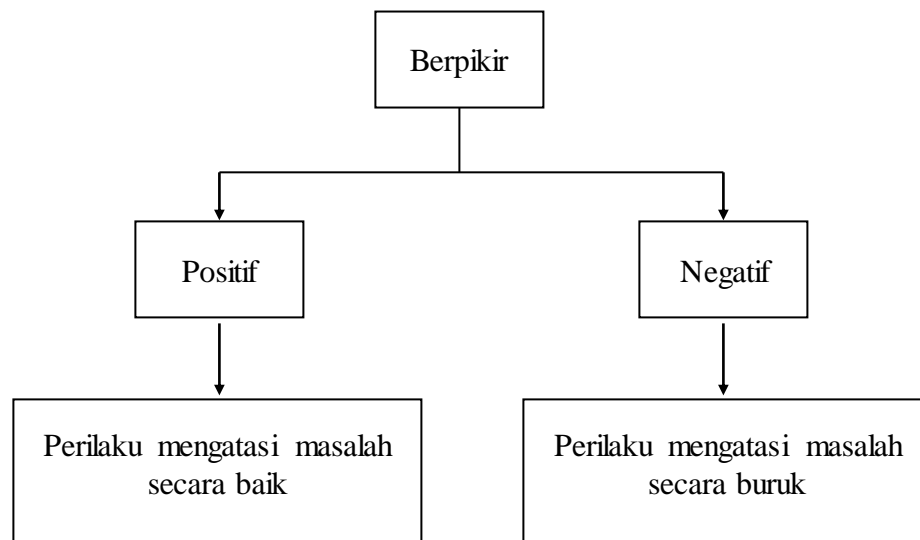 Berpikir
Positif
Negatif
Perilaku mengatasi masalah
secara baik
Perilaku mengatasi masalah
secara buruk